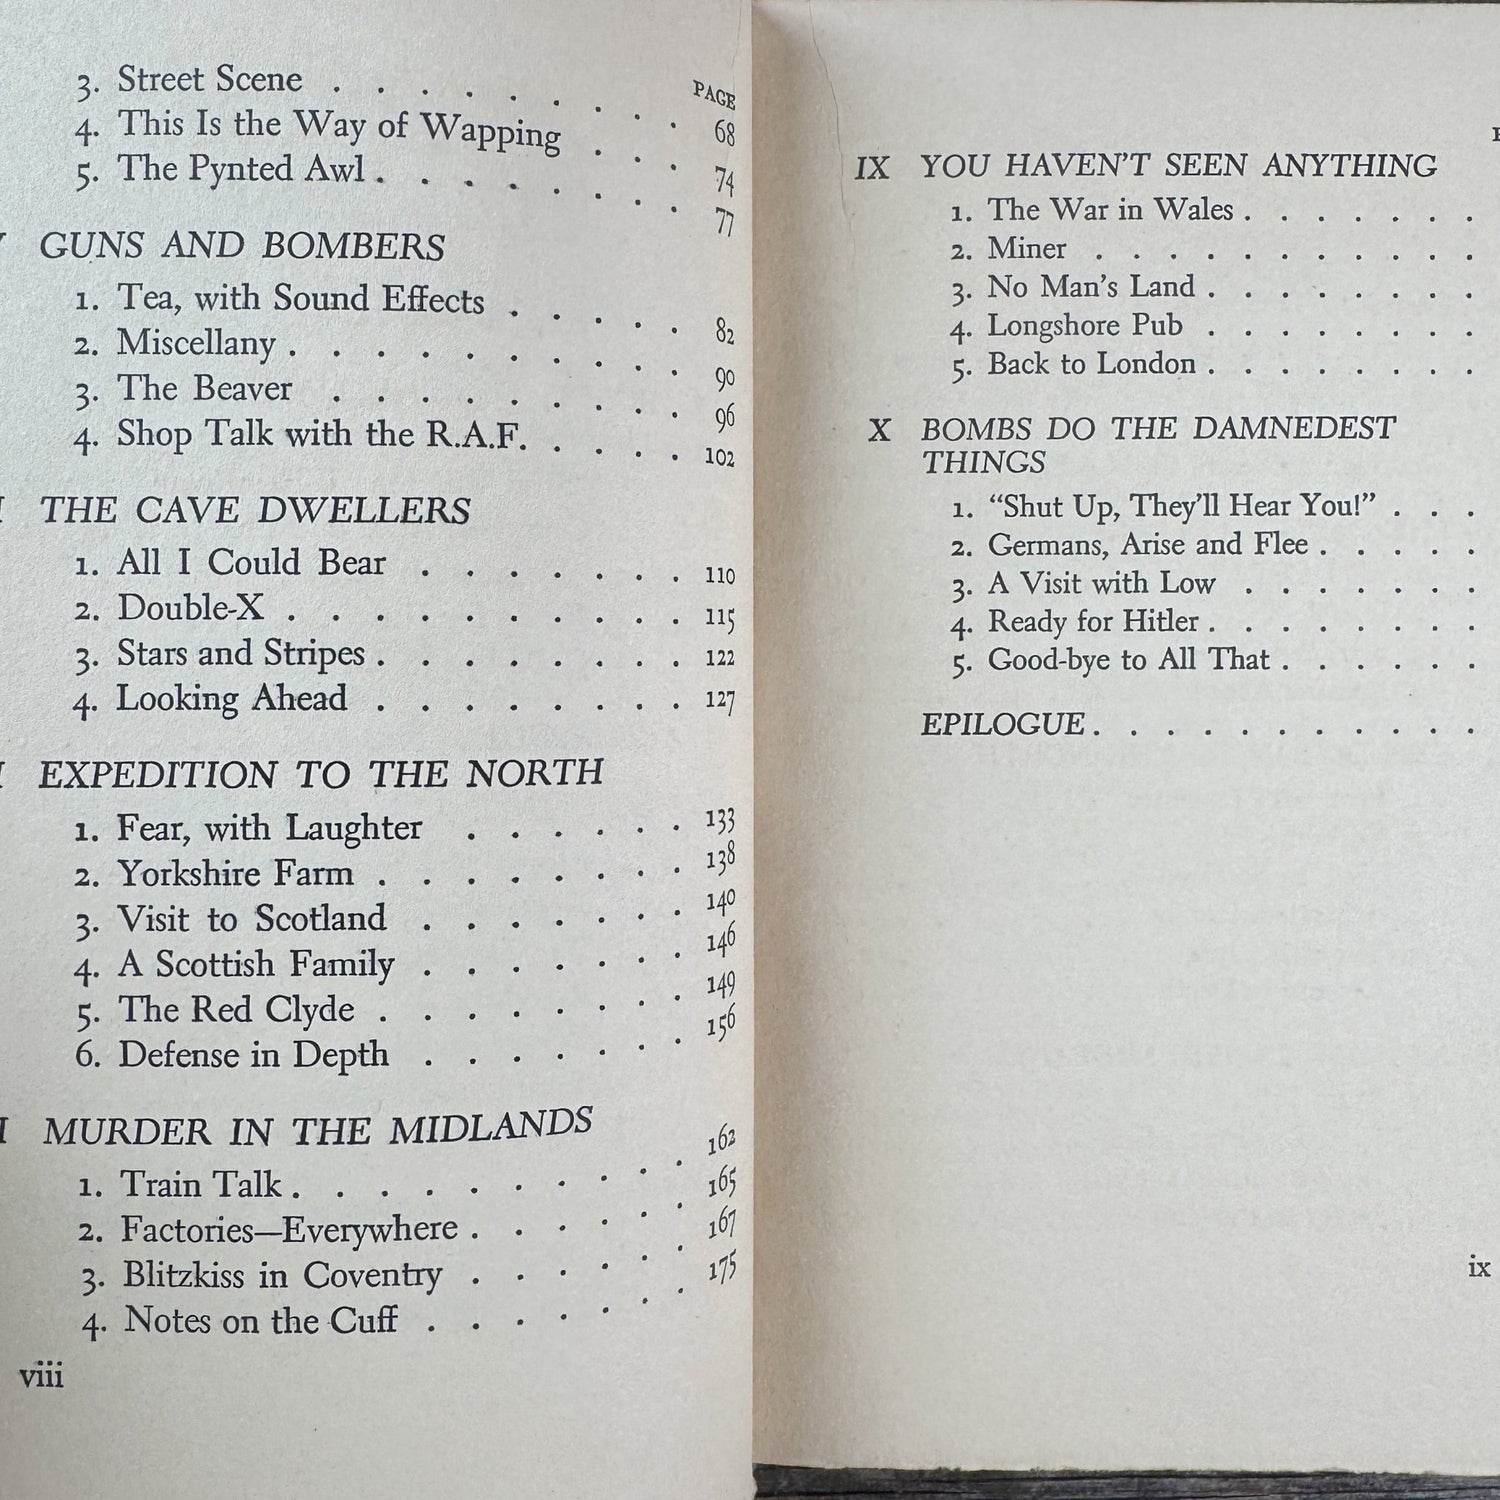 PAGE
3. Street Scene . . . . . . . . . 68
4. This Is the Way of Wapping . . . 74
5. The Pynted Awl . . . . . . . . 77
GUNS AND BOMBERS
1. Tea, with Sound Effects . . . . . 82
2. Miscellany . . . . . . . . . . 90
3. The Beaver . . . . . . . . . 96
4. Shop Talk with the R.A.F. . . . . 102
THE CAVE DWELLERS
1. All I Could Bear . . . . . . . 110
2. Double-X . . . . . . . . . . 115
3. Stars and Stripes . . . . . . . . 122
4. Looking Ahead . . . . . . . . 127
EXPEDITION TO THE NORTH
1. Fear, with Laughter . . . . . . 133
2. Yorkshire Farm . . . . . . . . 138
3. Visit to Scotland . . . . . . . 140
4. A Scottish Family . . . . . . . 146
5. The Red Clyde . . . . . . . . 149
6. Defense in Depth . . . . . . . 156
MURDER IN THE MIDLANDS
1. Train Talk . . . . . . . . . . 162
2. Factories—Everywhere . . . . . . 165
3. Blitzkiss in Coventry . . . . . . 167
4. Notes on the Cuff . . . . . . . 175
viii
IX YOU HAVEN'T SEEN ANYTHING
1. The War in Wales . . . . . . .
2. Miner . . . . . . . . . . .
3. No Man's Land . . . . . . . .
4. Longshore Pub . . . . . . . .
5. Back to London . . . . . . . .
X BOMBS DO THE DAMNEDEST
THINGS
1. "Shut Up, They'll Hear You!" . . .
2. Germans, Arise and Flee . . . . .
3. A Visit with Low . . . . . . .
4. Ready for Hitler . . . . . . . .
5. Good-bye to All That . . . . . .
EPILOGUE . . . . . . . . . . .
ix